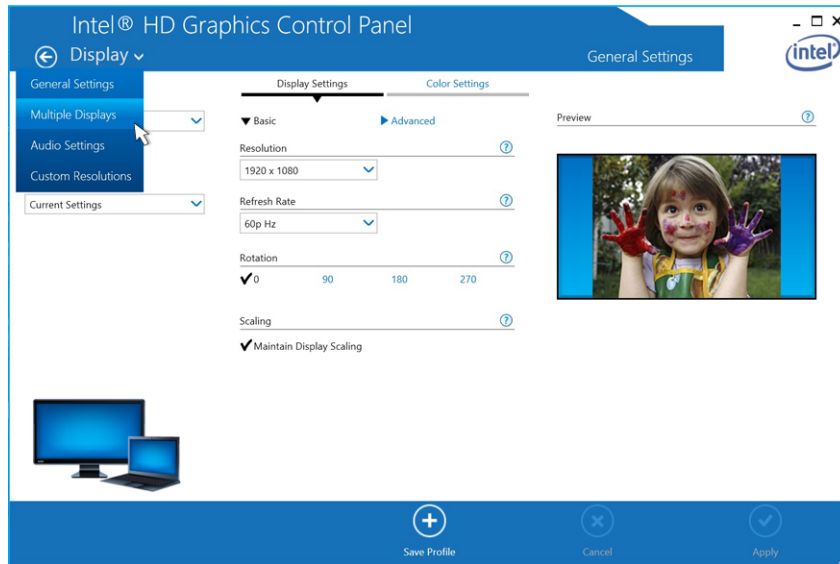 Intel® HD Graphics Control Panel
Display
General Settings
intel
General Settings
Multiple Displays
Audio Settings
Custom Resolutions
Current Settings
Display Settings
Color Settings
Basic
Advanced
Resolution
?
1920 x 1080
Refresh Rate
?
60p Hz
Rotation
?
0 90 180 270
Scaling
?
Maintain Display Scaling
Preview
?
Save Profile
Cancel
Apply